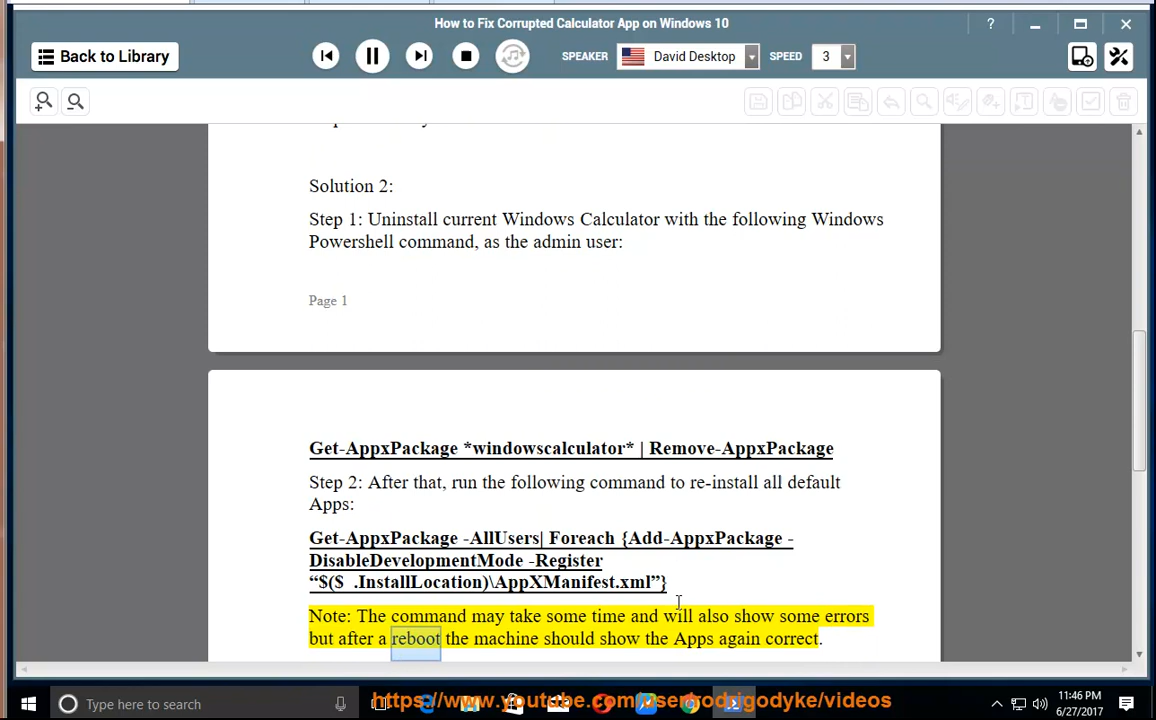 How to Fix Corrupted Calculator App on Windows 10
?
Back to Library
SPEAKER
David Desktop
SPEED
3
Solution 2:
Step 1: Uninstall current Windows Calculator with the following Windows
Powershell command, as the admin user:
Page 1
Get-AppxPackage *windowscalculator* | Remove-AppxPackage
Step 2: After that, run the following command to re-install all default
Apps:
Get-AppxPackage -AllUsers| Foreach {Add-AppxPackage -
DisableDevelopmentMode -Register
“$($_.InstallLocation)\AppXManifest.xml”}
Note: The command may take some time and will also show some errors
but after a reboot the machine should show the Apps again correct.
Type here to search
11:46 PM
6/27/2017